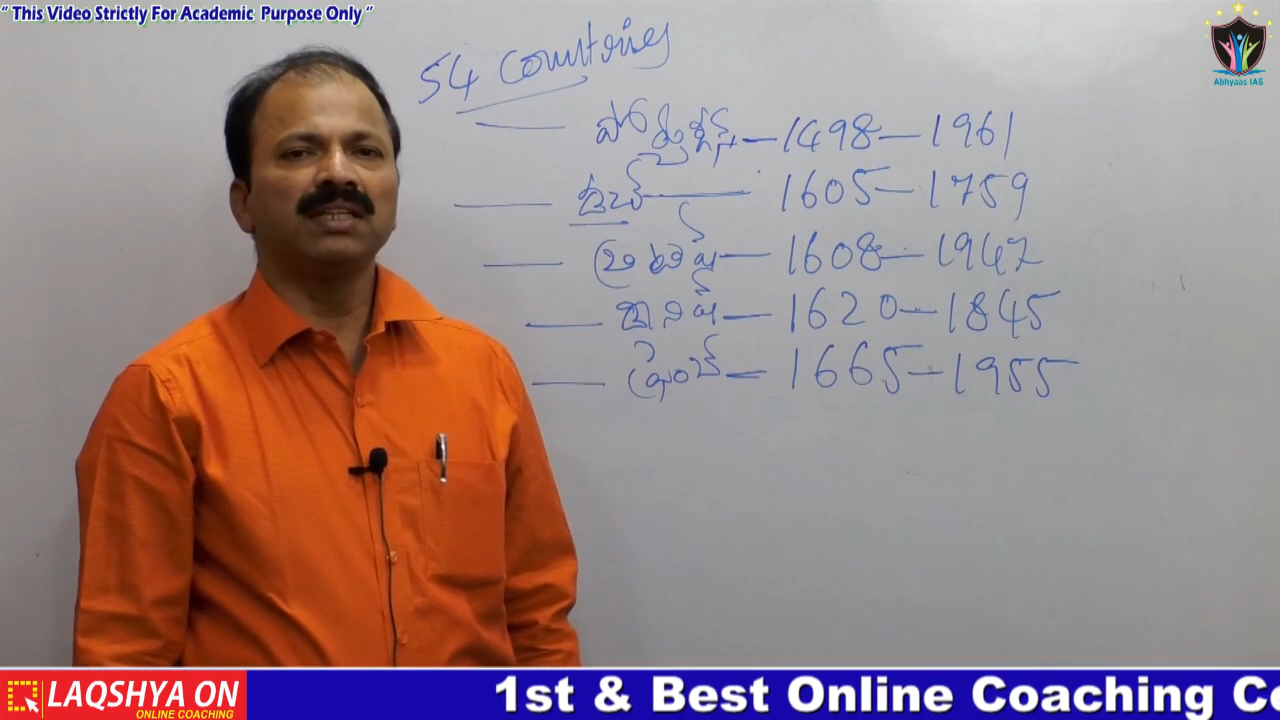 " This Video Strictly For Academic Purpose Only "
Abhyaas IAS
54 Countries
— పోర్చుగీస్ — 1498 — 1961
— డచ్ — 1605 — 1759
— బ్రిటిష్ — 1608 — 1947
— డానిష్ — 1620 — 1845
— ఫ్రెంచ్ — 1665 — 1955
LAQSHYA ON
ONLINE COACHING
1st & Best Online Coaching